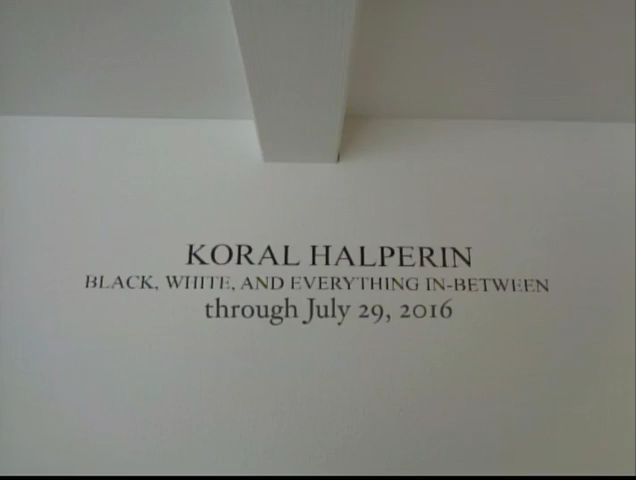 KORAL HALPERIN
BLACK, WHITE, AND EVERYTHING IN-BETWEEN
through July 29, 2016